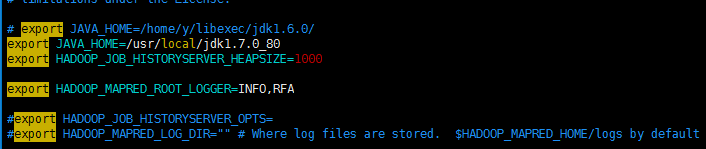 # limitations under the License.
# export JAVA_HOME=/home/y/libexec/jdk1.6.0/
export JAVA_HOME=/usr/local/jdk1.7.0_80
export HADOOP_JOB_HISTORYSERVER_HEAPSIZE=1000
export HADOOP_MAPRED_ROOT_LOGGER=INFO,RFA
#export HADOOP_JOB_HISTORYSERVER_OPTS=
#export HADOOP_MAPRED_LOG_DIR="" # Where log files are stored.  $HADOOP_MAPRED_HOME/logs by default